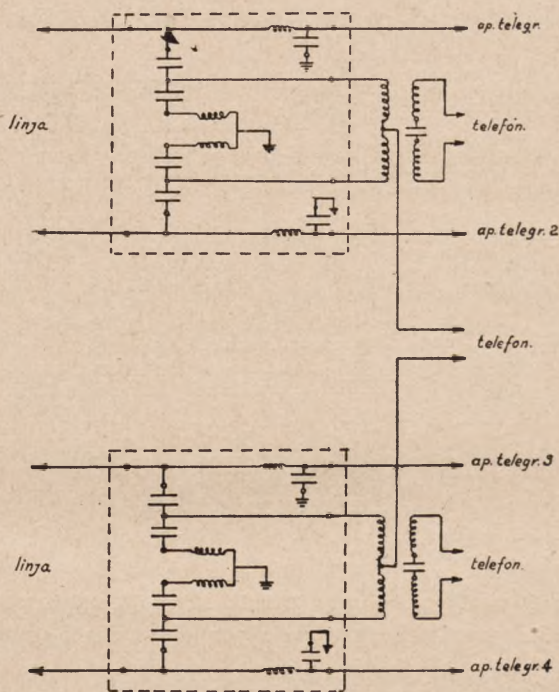 ap. telegr.
linja
telefon.
ap. telegr. 2
telefon.
ap. telegr. 3
linja
telefon.
ap. telegr. 4